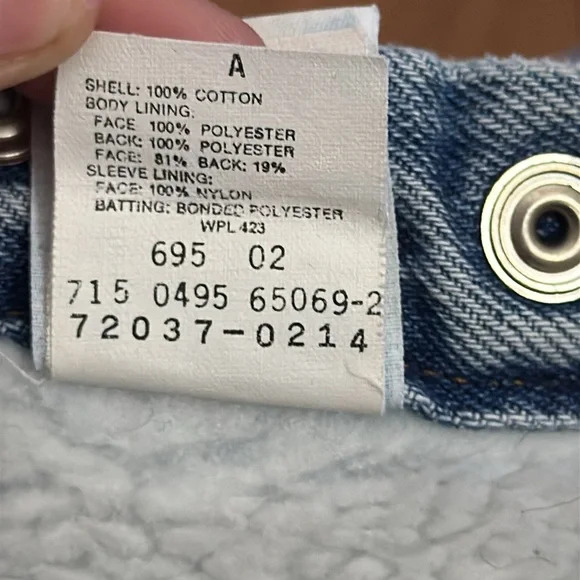 A
SHELL: 100% COTTON
BODY LINING:
FACE 100% POLYESTER
BACK: 100% POLYESTER
FACE: 81% BACK: 19%
SLEEVE LINING:
FACE: 100% NYLON
BATTING: BONDED POLYESTER
WPL 423
695 02
715 0495 65069-2
72037-0214